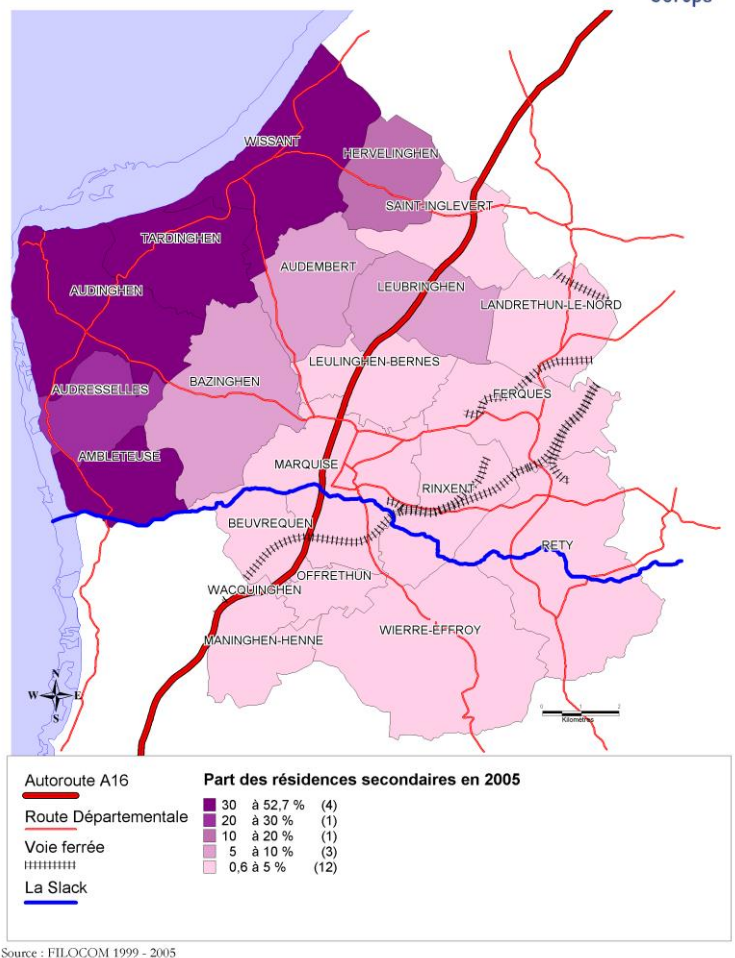 WISSANT
HERVELINGHEN
SAINT-INGLEVERT
TARDINGHEN
AUDEMBERT
AUDINGHEN
LEUBRINGHEN
LANDRETHUN-LE-NORD
LEULINGHEN-BERNES
AUDRESSELLES
BAZINGHEN
FERQUES
AMBLETEUSE
MARQUISE
RINXENT
BEUVREQUEN
RETY
OFFRETHUN
WACQUINGHEN
MANINGHEN-HENNE
WIERRE-EFFROY
N
W E
S
0 1 2
Kilomètres
Autoroute A16
Route Départementale
Voie ferrée
La Slack
Part des résidences secondaires en 2005
30 à 52,7 % (4)
20 à 30 % (1)
10 à 20 % (1)
5 à 10 % (3)
0,6 à 5 % (12)
Source : FILOCOM 1999 - 2005